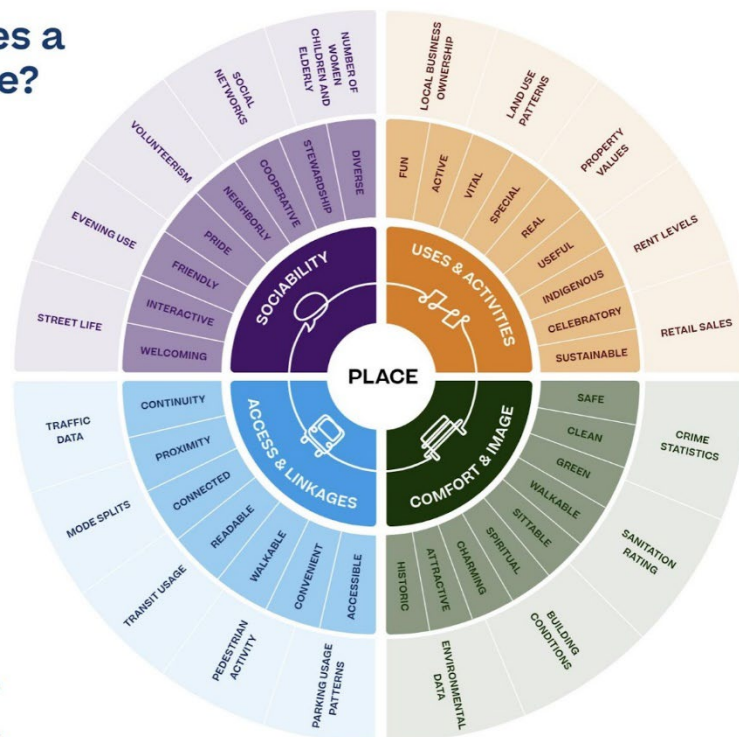 es a
e?
NUMBER OF
WOMEN
CHILDREN AND
ELDERLY
SOCIAL
NETWORKS
VOLUNTEERISM
EVENING USE
STREET LIFE
DIVERSE
STEWARDSHIP
COOPERATIVE
NEIGHBORLY
PRIDE
FRIENDLY
INTERACTIVE
WELCOMING
SOCIABILITY
LOCAL BUSINESS
OWNERSHIP
LAND USE
PATTERNS
PROPERTY
VALUES
RENT LEVELS
RETAIL SALES
FUN
ACTIVE
VITAL
SPECIAL
REAL
USEFUL
INDIGENOUS
CELEBRATORY
SUSTAINABLE
USES & ACTIVITIES
PLACE
ACCESS & LINKAGES
CONTINUITY
PROXIMITY
CONNECTED
READABLE
WALKABLE
CONVENIENT
ACCESSIBLE
TRAFFIC
DATA
MODE SPLITS
TRANSIT USAGE
PEDESTRIAN
ACTIVITY
PARKING USAGE
PATTERNS
COMFORT & IMAGE
SAFE
CLEAN
GREEN
WALKABLE
SITTABLE
SPIRITUAL
CHARMING
ATTRACTIVE
HISTORIC
CRIME
STATISTICS
SANITATION
RATING
BUILDING
CONDITIONS
ENVIRONMENTAL
DATA